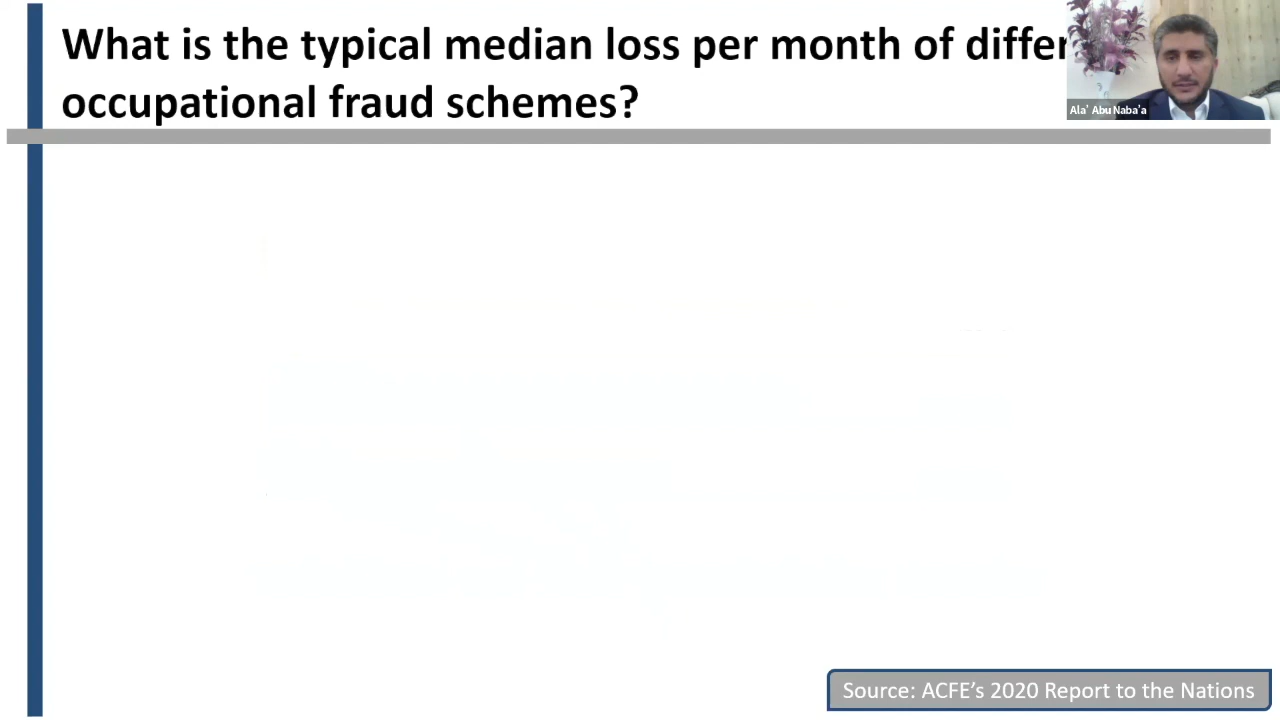 What is the typical median loss per month of differ
occupational fraud schemes?
Ala' Abu Naba'a
Source: ACFE's 2020 Report to the Nations